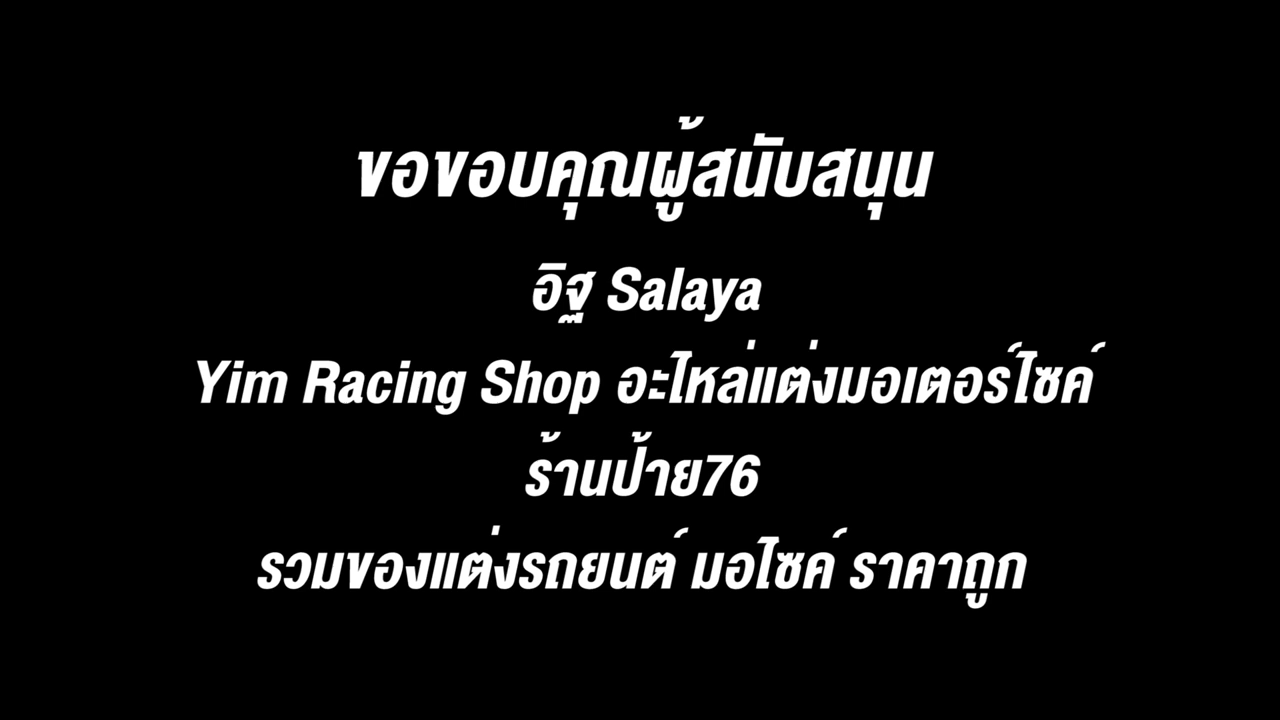 ขอขอบคุณผู้สนับสนุน
อิฐ Salaya
Yim Racing Shop อะไหล่แต่งมอเตอร์ไซค์
ร้านป้าย76
รวมของแต่งรถยนต์ มอไซค์ ราคาถูก